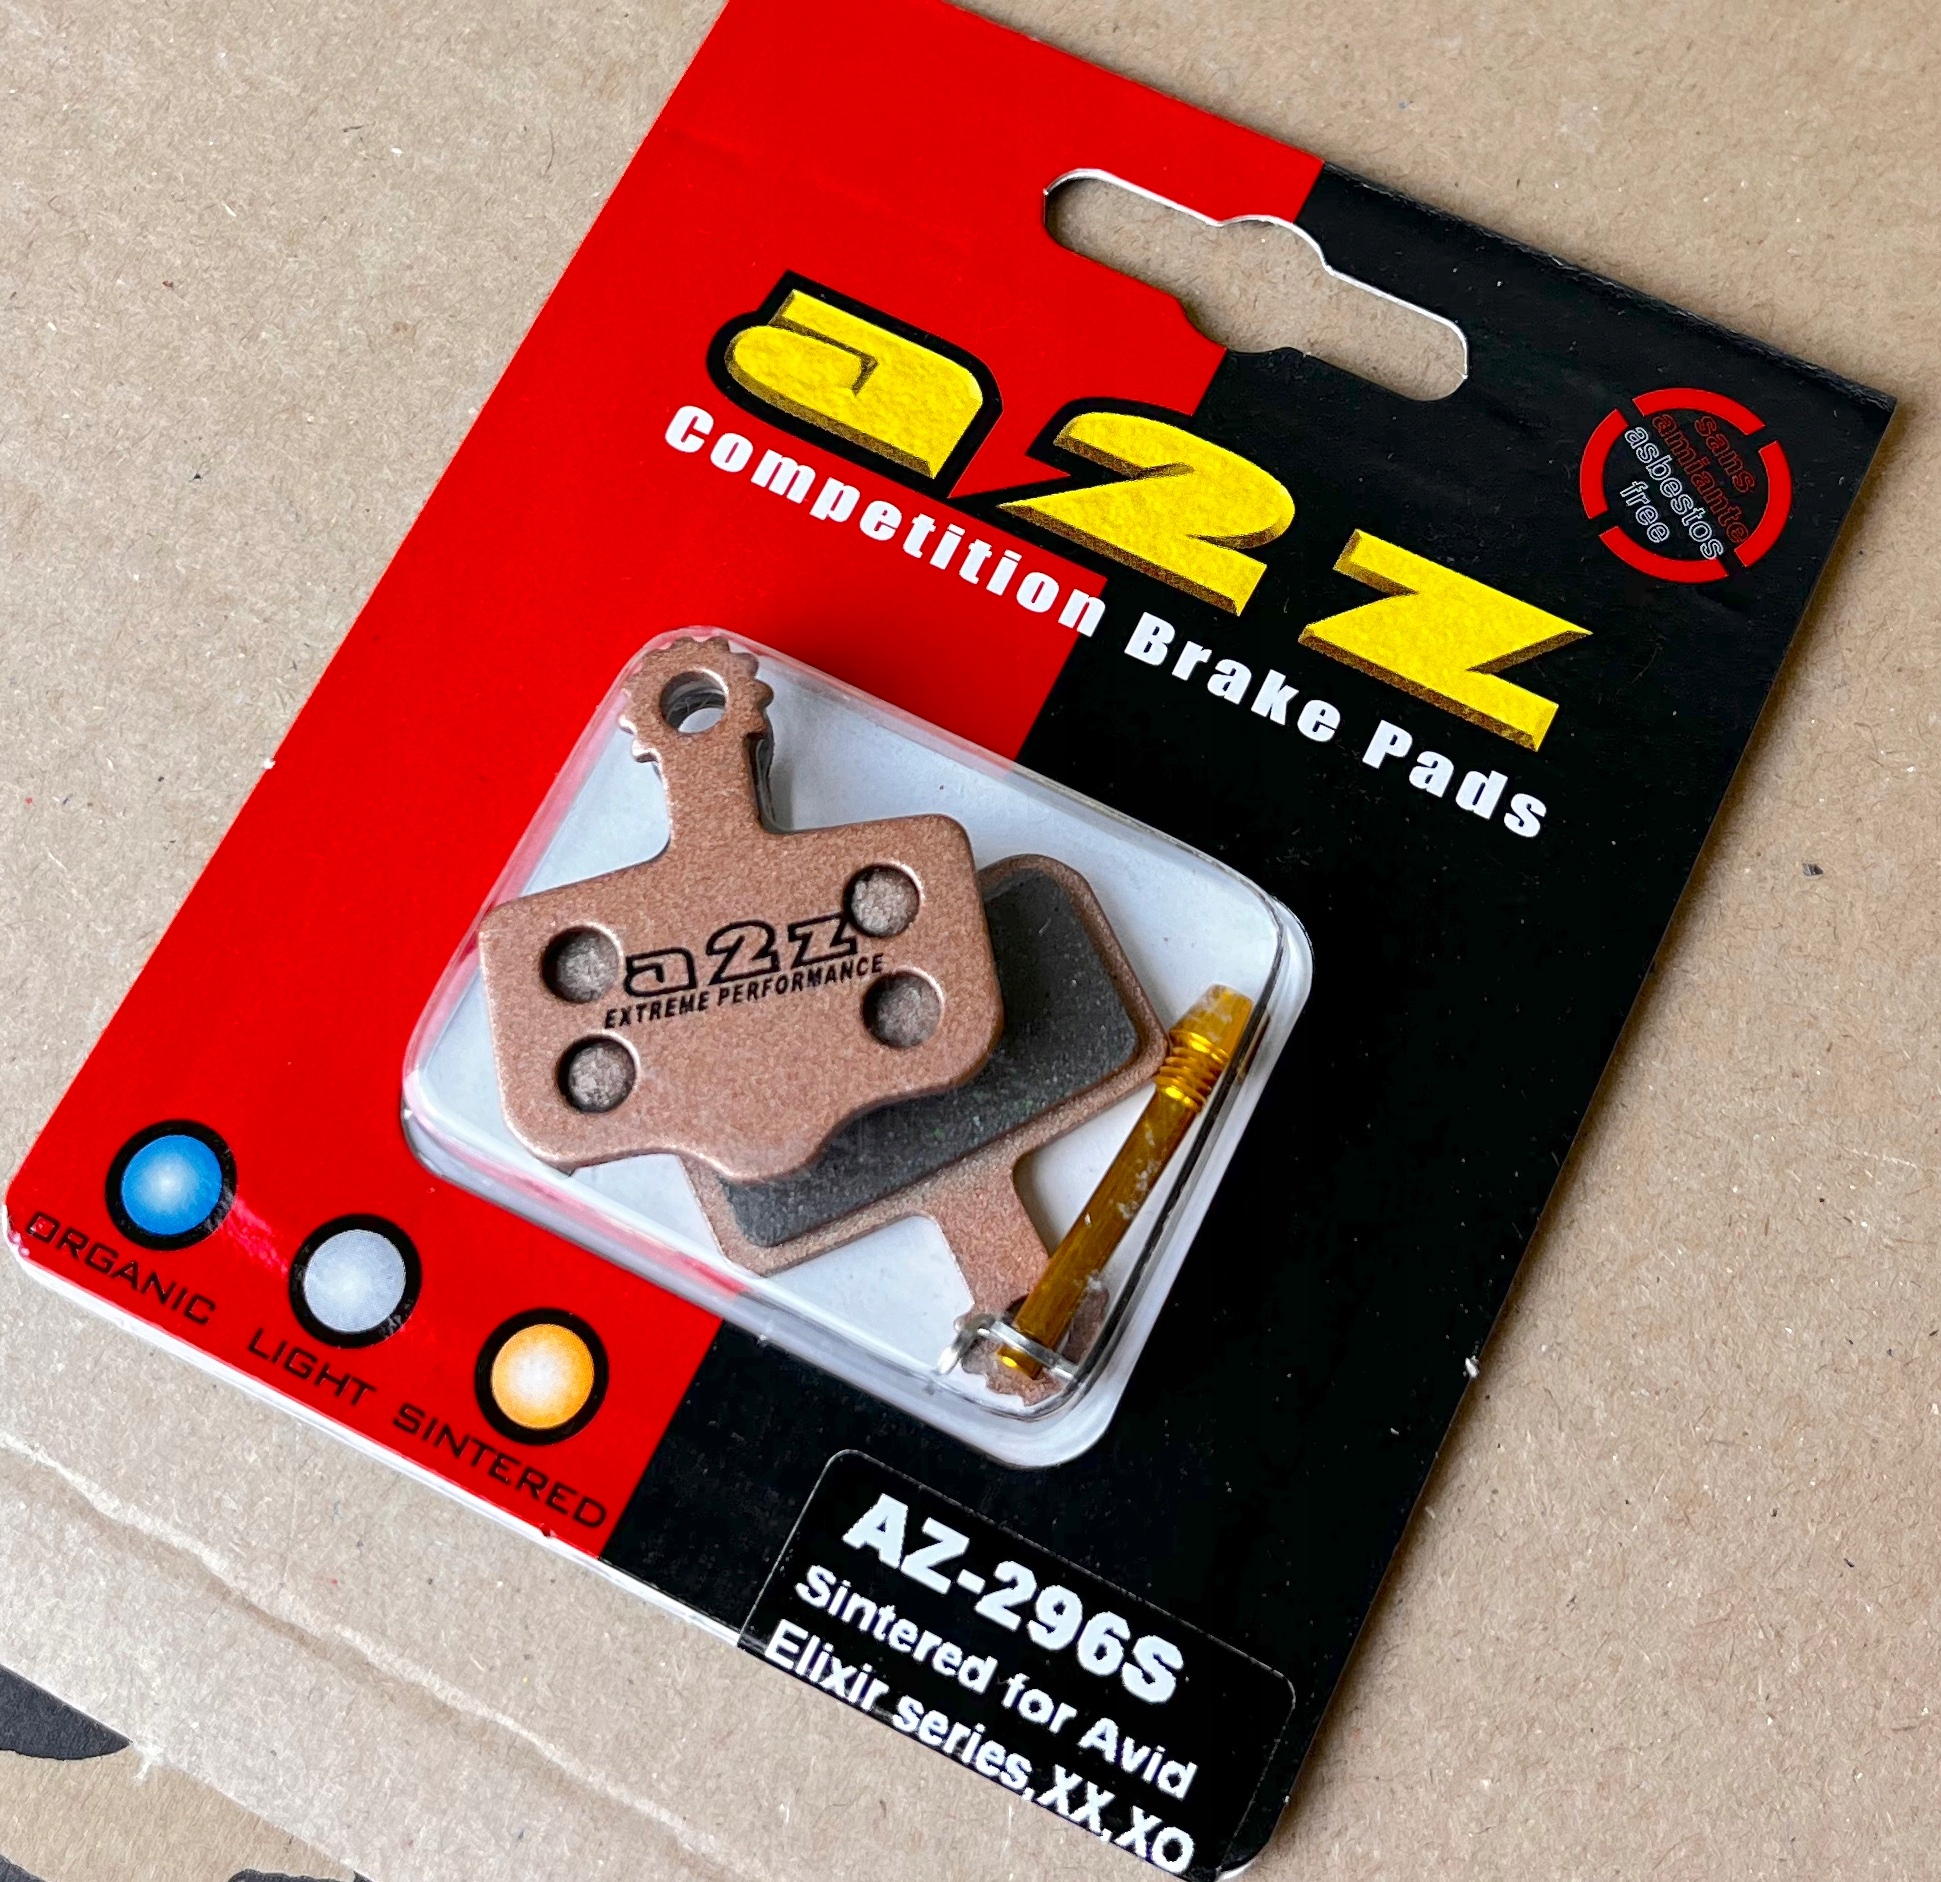 a2z
Competition Brake Pads
sans
amiante
asbestos
free
a2z
EXTREME PERFORMANCE
ORGANIC
LIGHT
SINTERED
AZ-296S
Sintered for Avid
Elixir series,XX,XO